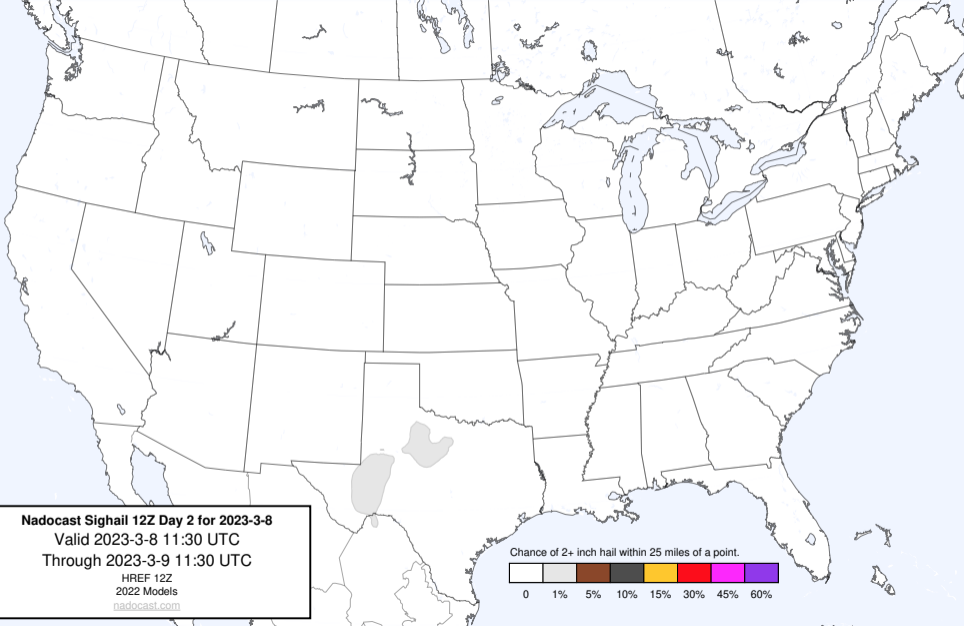 Nadocast Sighail 12Z Day 2 for 2023-3-8
Valid 2023-3-8 11:30 UTC
Through 2023-3-9 11:30 UTC
HREF 12Z
2022 Models
nadocast.com
Chance of 2+ inch hail within 25 miles of a point.
0 1% 5% 10% 15% 30% 45% 60%